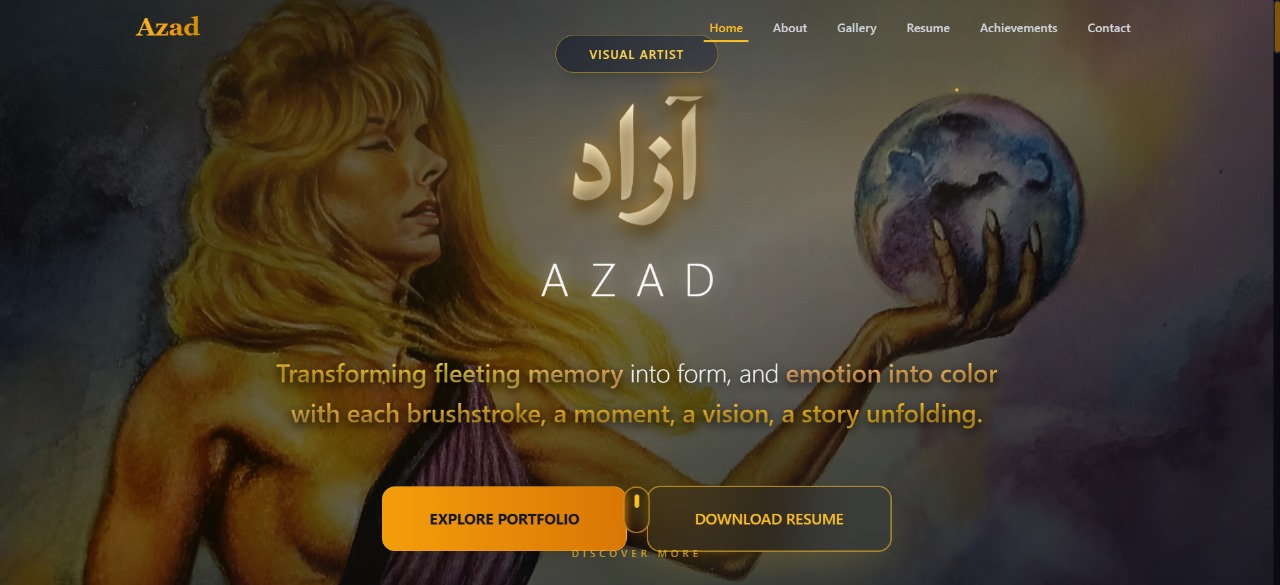 Azad
Home About Gallery Resume Achievements Contact
VISUAL ARTIST
آزاد
AZAD
Transforming fleeting memory into form, and emotion into color
with each brushstroke, a moment, a vision, a story unfolding.
EXPLORE PORTFOLIO
DOWNLOAD RESUME
DISCOVER MORE